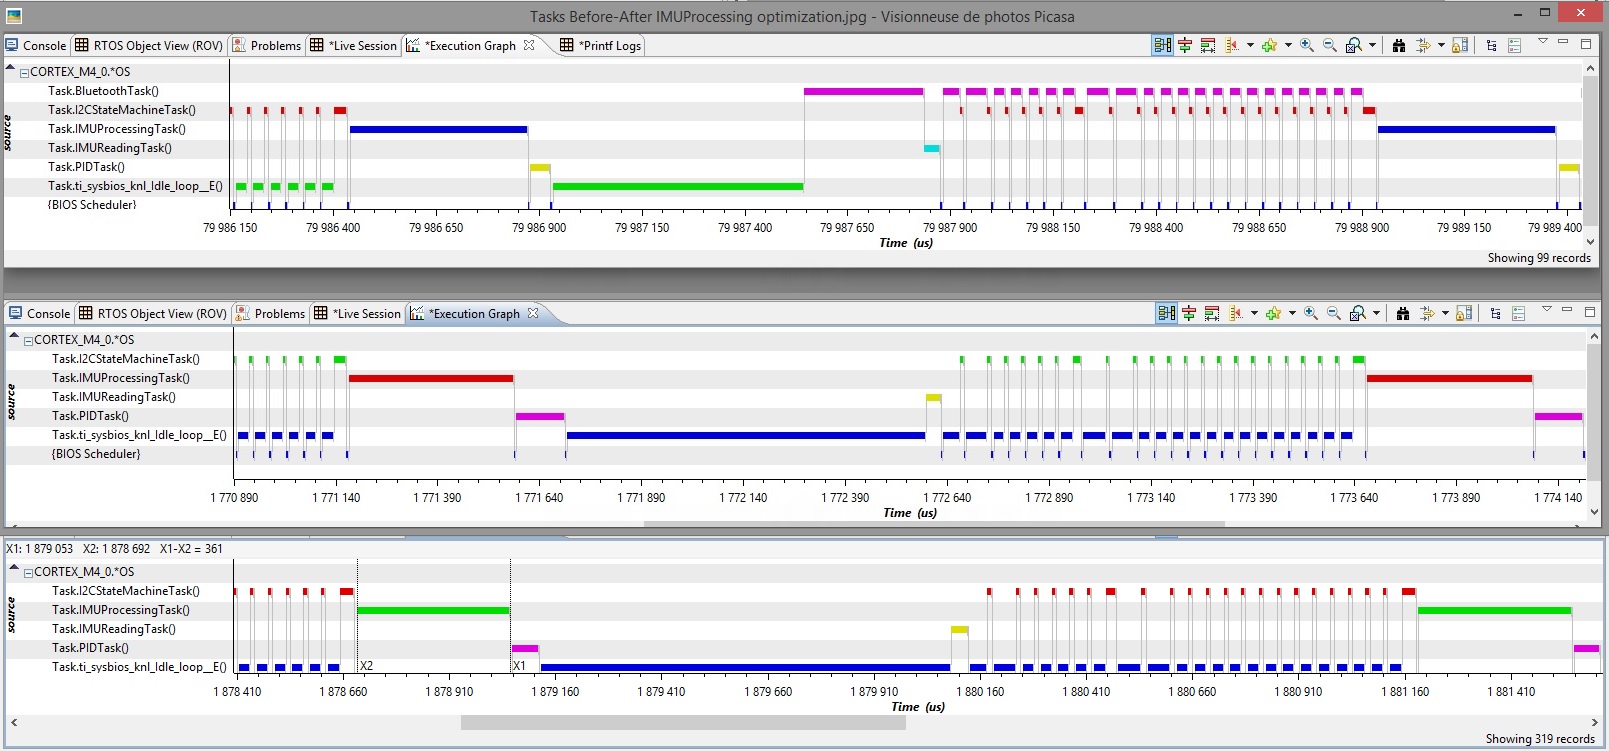 Tasks Before-After IMUProcessing optimization.jpg - Visionneuse de photos Picasa
Console RTOS Object View (ROV) Problems *Live Session *Execution Graph *Printf Logs
CORTEX_M4_0.*OS
Task.BluetoothTask()
Task.I2CStateMachineTask()
Task.IMUProcessingTask()
Task.IMUReadingTask()
Task.PIDTask()
Task.ti_sysbios_knl_Idle_loop__E()
{BIOS Scheduler}
source
79 986 150 79 986 400 79 986 650 79 986 900 79 987 150 79 987 400 79 987 650 79 987 900 79 988 150 79 988 400 79 988 650 79 988 900 79 989 150 79 989 400
Time (us)
Showing 99 records
Console RTOS Object View (ROV) Problems *Live Session *Execution Graph
CORTEX_M4_0.*OS
Task.I2CStateMachineTask()
Task.IMUProcessingTask()
Task.IMUReadingTask()
Task.PIDTask()
Task.ti_sysbios_knl_Idle_loop__E()
{BIOS Scheduler}
source
1 770 890 1 771 140 1 771 390 1 771 640 1 771 890 1 772 140 1 772 390 1 772 640 1 772 890 1 773 140 1 773 390 1 773 640 1 773 890 1 774 140
Time (us)
X1: 1 879 053 X2: 1 878 692 X1-X2 = 361
CORTEX_M4_0.*OS
Task.I2CStateMachineTask()
Task.IMUProcessingTask()
Task.IMUReadingTask()
Task.PIDTask()
Task.ti_sysbios_knl_Idle_loop__E()
source
X2 X1
1 878 410 1 878 660 1 878 910 1 879 160 1 879 410 1 879 660 1 879 910 1 880 160 1 880 410 1 880 660 1 880 910 1 881 160 1 881 410
Time (us)
Showing 319 records